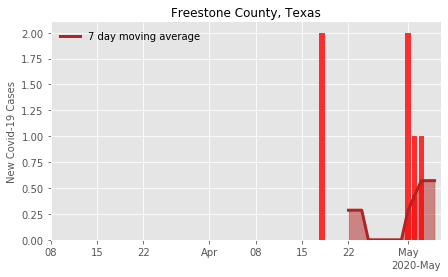 Freestone County, Texas
7 day moving average
New Covid-19 Cases
2.00
1.75
1.50
1.25
1.00
0.75
0.50
0.25
0.00
08 15 22 Apr 08 15 22 May
2020-May